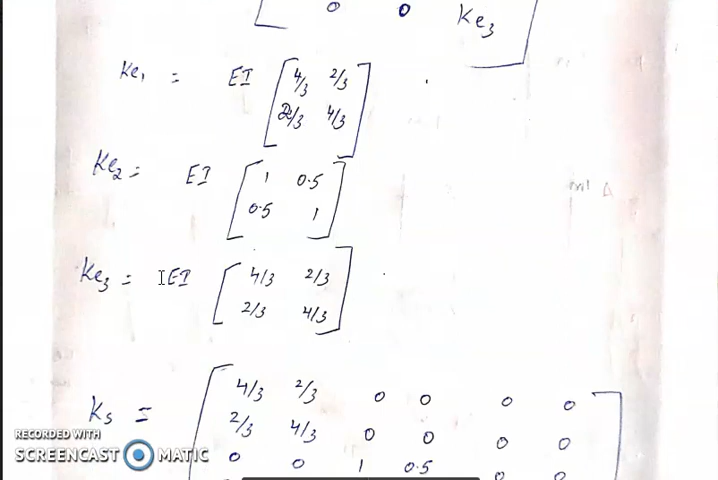 0 0 Ke3
Ke1 = EI [ 4/3 2/3
2/3 4/3 ]
Ke2 = EI [ 1 0.5
0.5 1 ]
Ke3 = EI [ 4/3 2/3
2/3 4/3 ]
Ks = [ 4/3 2/3 0 0 0 0
2/3 4/3 0 0 0 0
0 0 1 0.5 0 0
RECORDED WITH
SCREENCAST MATIC